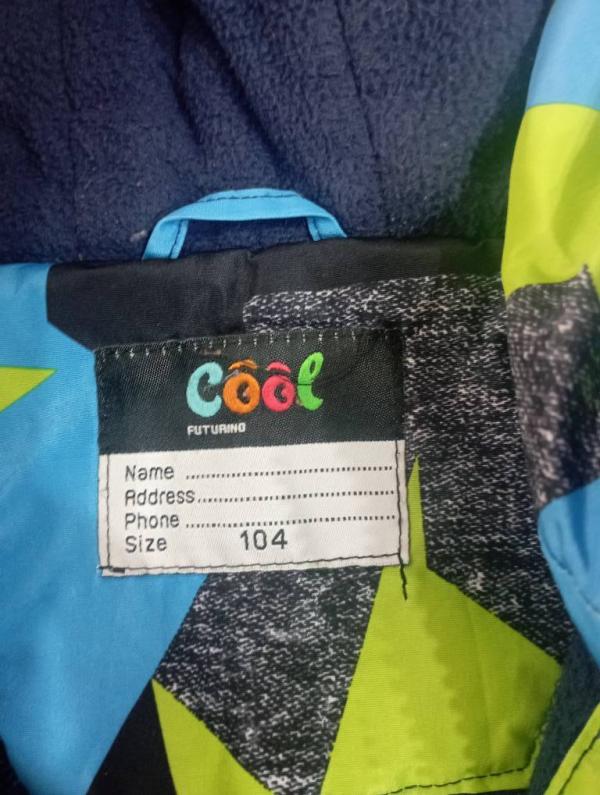 cool
FUTURINO
Name
Address
Phone
Size 104